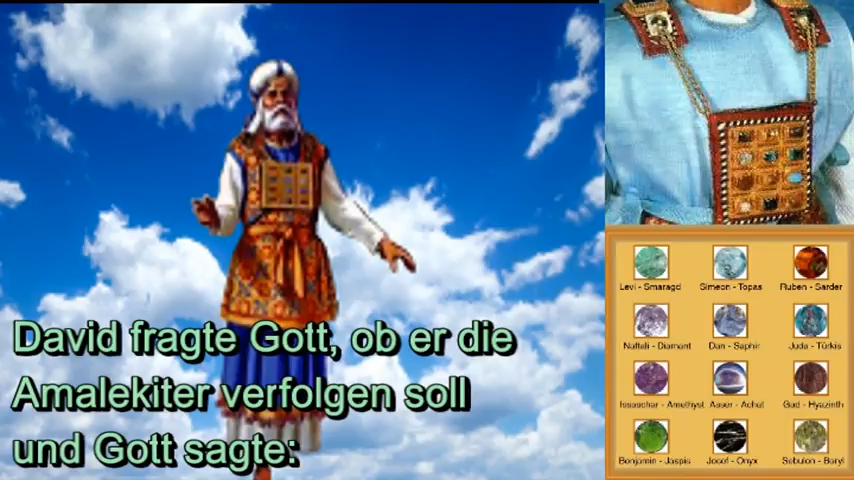 David fragte Gott, ob er die
Amalekiter verfolgen soll
und Gott sagte:
Levi - Smaragd Simeon - Topas Ruben - Sarder
Naftali - Diamant Dan - Saphir Juda - Türkis
Issaschar - Amethyst Asser - Achat Gad - Hyazinth
Benjamin - Jaspis Josef - Onyx Sebulon - Beryl